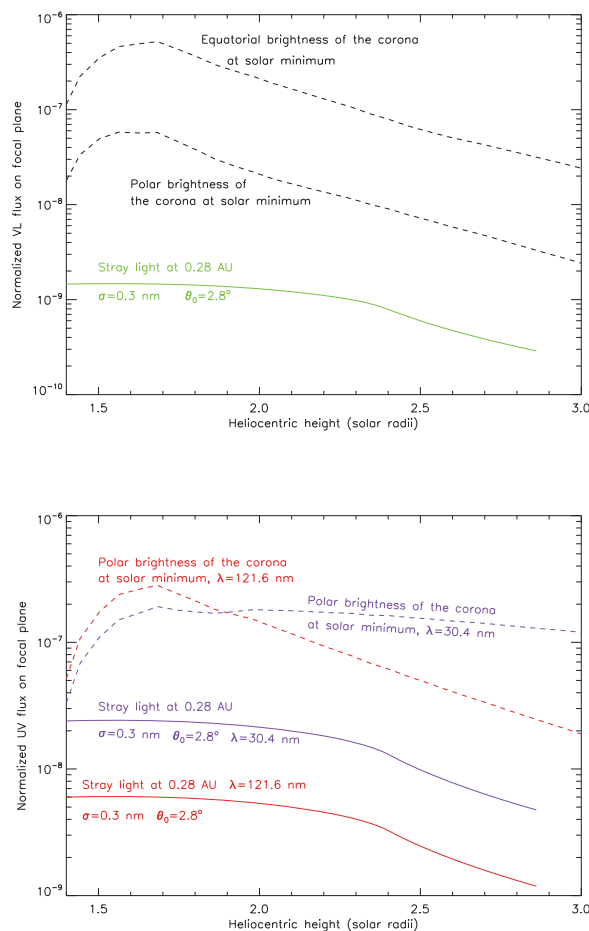 10⁻⁶
Equatorial brightness of the corona
at solar minimum
10⁻⁷
Polar brightness of
the corona at solar minimum
10⁻⁸
Stray light at 0.28 AU
σ=0.3 nm θ₀=2.8°
10⁻⁹
10⁻¹⁰
Normalized VL flux on focal plane
1.5 2.0 2.5 3.0
Heliocentric height (solar radii)
10⁻⁶
Polar brightness of the corona
at solar minimum, λ=121.6 nm
Polar brightness of the corona
at solar minimum, λ=30.4 nm
10⁻⁷
Stray light at 0.28 AU
σ=0.3 nm θ₀=2.8° λ=30.4 nm
10⁻⁸
Stray light at 0.28 AU λ=121.6 nm
σ=0.3 nm θ₀=2.8°
10⁻⁹
Normalized UV flux on focal plane
1.5 2.0 2.5 3.0
Heliocentric height (solar radii)